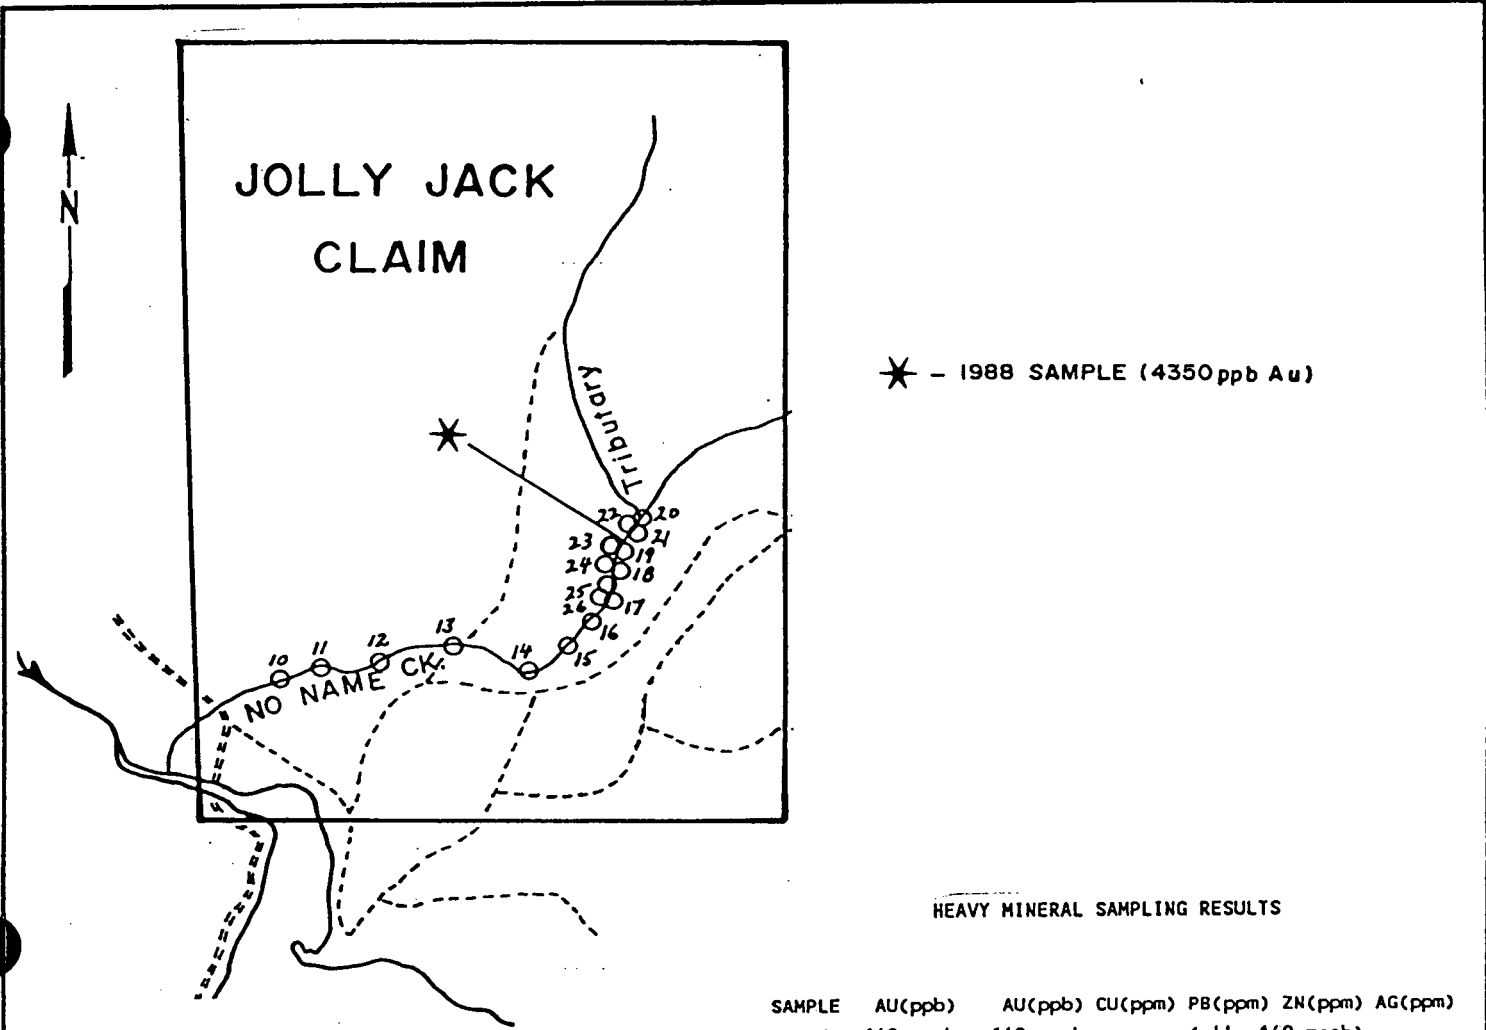 JOLLY JACK
CLAIM
N
Tributary
- 1988 SAMPLE (4350ppb Au)
22
20
21
23
19
24
18
25
17
26
16
13
12
11
10
14
15
NO NAME CK.
HEAVY MINERAL SAMPLING RESULTS
SAMPLE AU(ppb) AU(ppb) CU(ppm) PB(ppm) ZN(ppm) AG(ppm)